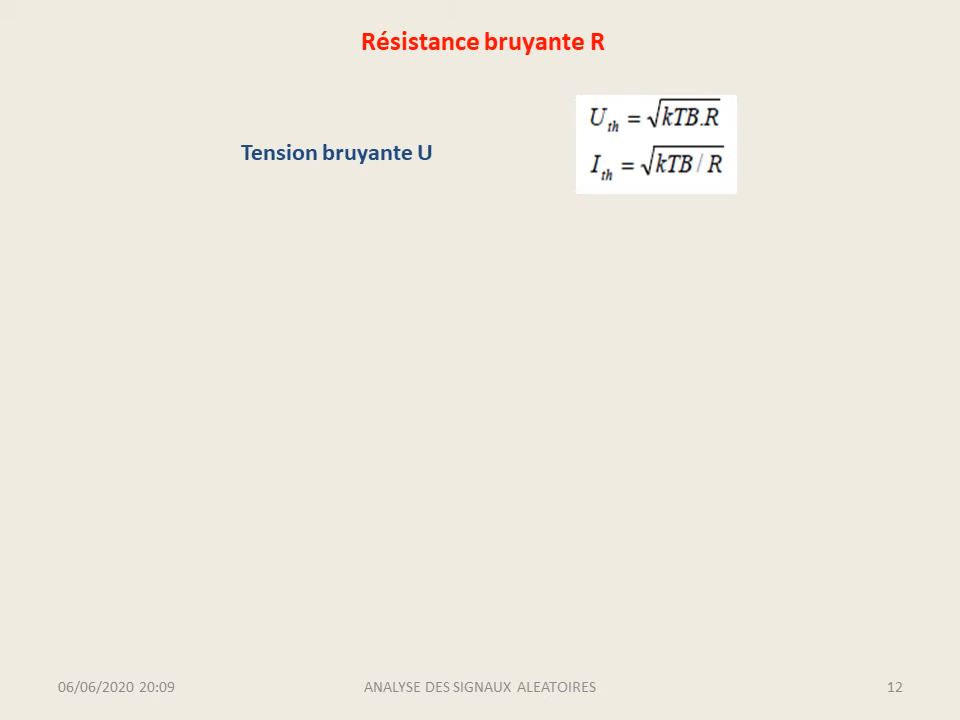 Résistance bruyante R
Tension bruyante U
U_th = √kTB.R
I_th = √kTB / R
06/06/2020 20:09
ANALYSE DES SIGNAUX ALEATOIRES
12